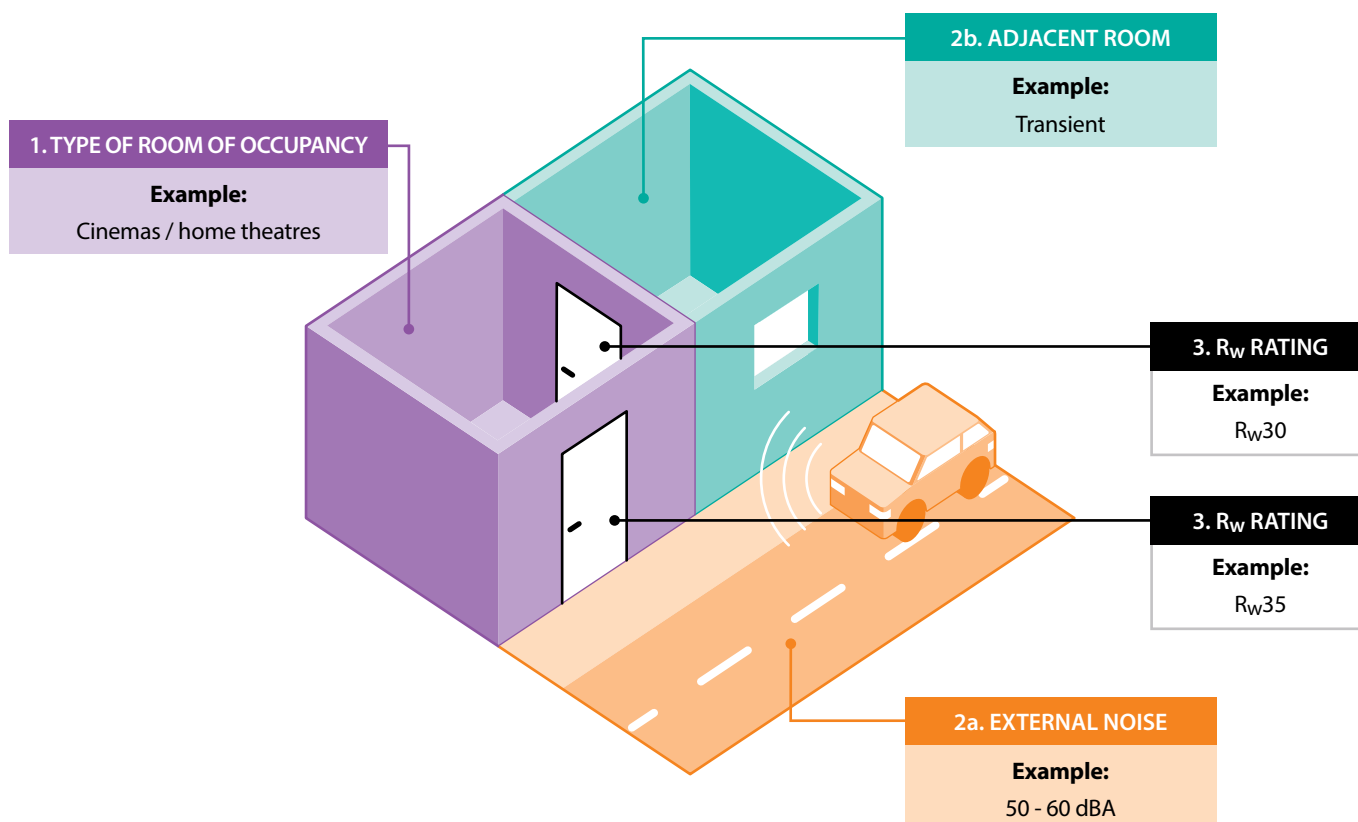 2b. ADJACENT ROOM
Example:
Transient
1. TYPE OF ROOM OF OCCUPANCY
Example:
Cinemas / home theatres
3. RW RATING
Example:
RW30
3. RW RATING
Example:
RW35
2a. EXTERNAL NOISE
Example:
50 - 60 dBA